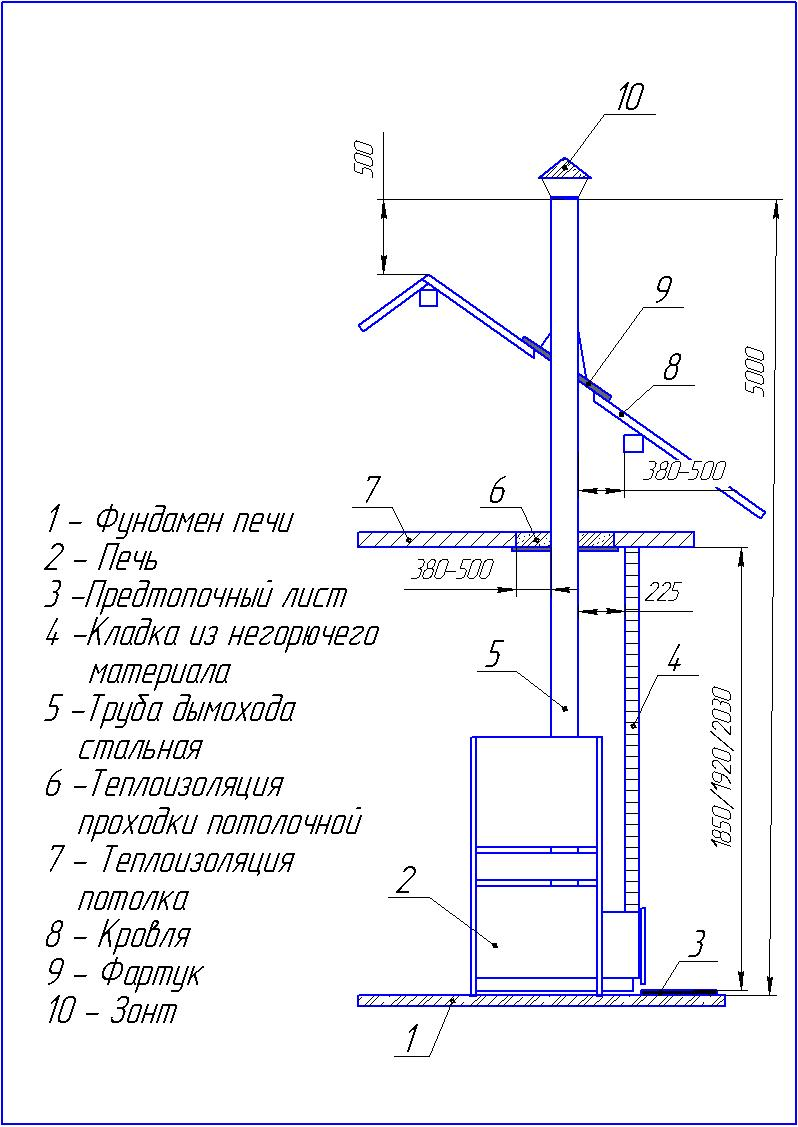 10
500
9
8
5000
380-500
7
6
380-500
225
5
4
1850/1920/2030
2
3
1
1 - Фундамен печи
2 - Печь
3 -Предтопочный лист
4 -Кладка из негорючего
материала
5 -Труба дымохода
стальная
6 -Теплоизоляция
проходки потолочной
7 - Теплоизоляция
потолка
8 - Кровля
9 - Фартук
10 - Зонт